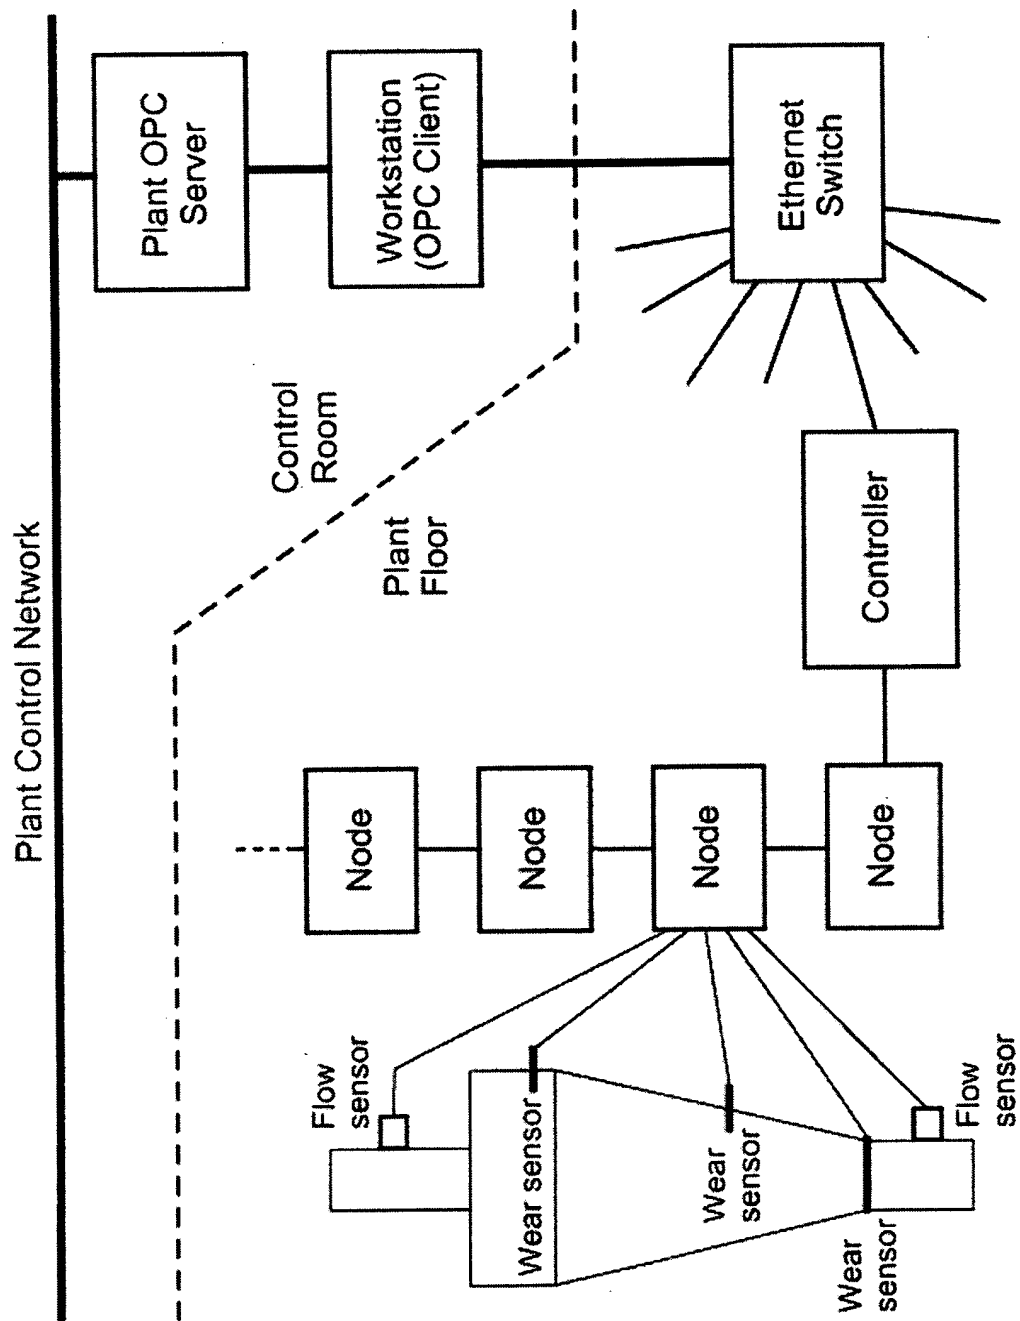 Plant Control Network
Plant OPC
Server
Workstation
(OPC Client)
Control
Room
Plant
Floor
Ethernet
Switch
Controller
Node
Node
Node
Node
Flow
sensor
Wear sensor
Wear
sensor
Wear
sensor
Flow
sensor